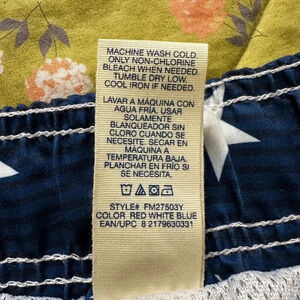 MACHINE WASH COLD.
ONLY NON-CHLORINE
BLEACH WHEN NEEDED.
TUMBLE DRY LOW.
COOL IRON IF NEEDED.
LAVAR A MÁQUINA CON
AGUA FRÍA. USAR
SOLAMENTE
BLANQUEADOR SIN
CLORO CUANDO SE
NECESITE. SECAR EN
MÁQUINA A
TEMPERATURA BAJA.
PLANCHAR EN FRÍO SI
SE NECESITA.
STYLE# FM27503Y
COLOR RED WHITE BLUE
EAN/UPC 8 2179630331